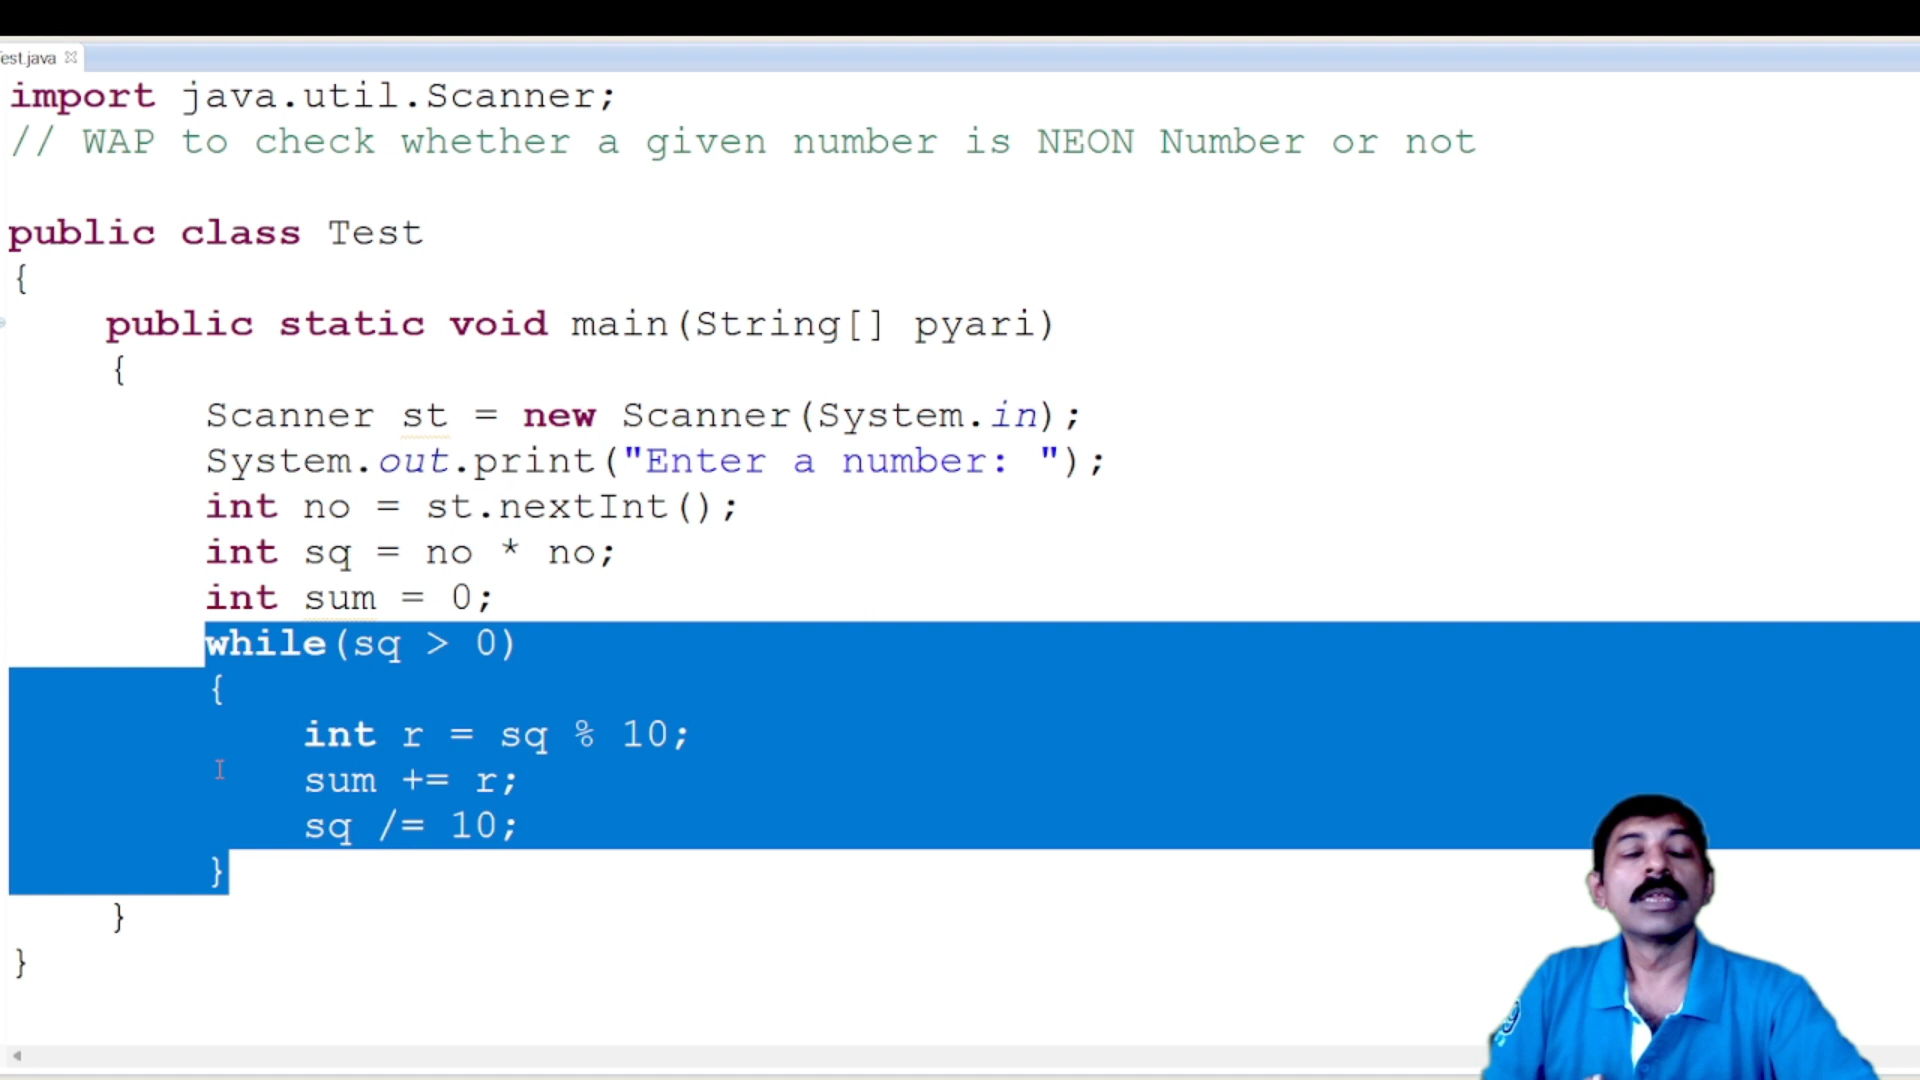 est.java
import java.util.Scanner;
// WAP to check whether a given number is NEON Number or not
public class Test
{
public static void main(String[] pyari)
{
Scanner st = new Scanner(System.in);
System.out.print("Enter a number: ");
int no = st.nextInt();
int sq = no * no;
int sum = 0;
while(sq > 0)
{
int r = sq % 10;
sum += r;
sq /= 10;
}
}
}